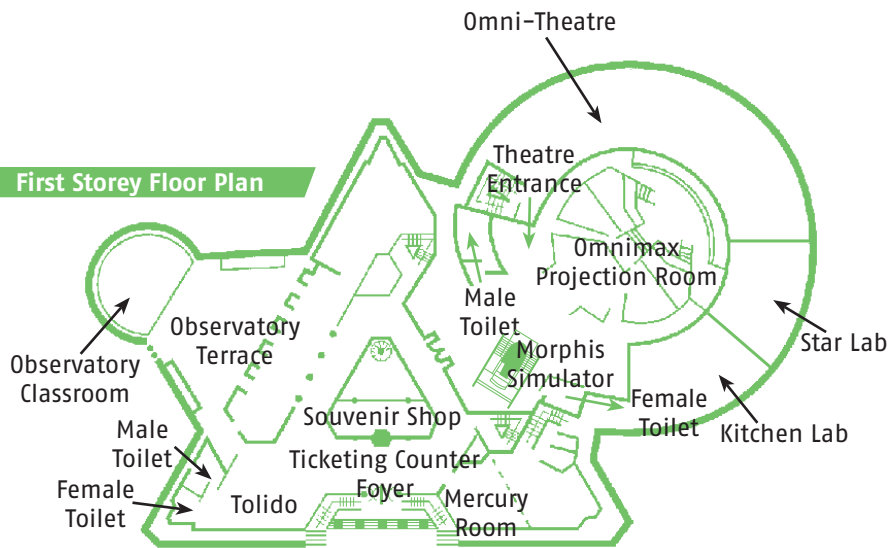 Omni-Theatre
First Storey Floor Plan
Theatre
Entrance
Omnimax
Projection Room
Male
Toilet
Observatory
Terrace
Star Lab
Observatory
Classroom
Morphis
Simulator
Female
Toilet
Kitchen Lab
Souvenir Shop
Male
Toilet
Ticketing Counter
Foyer
Female
Toilet
Tolido
Mercury
Room